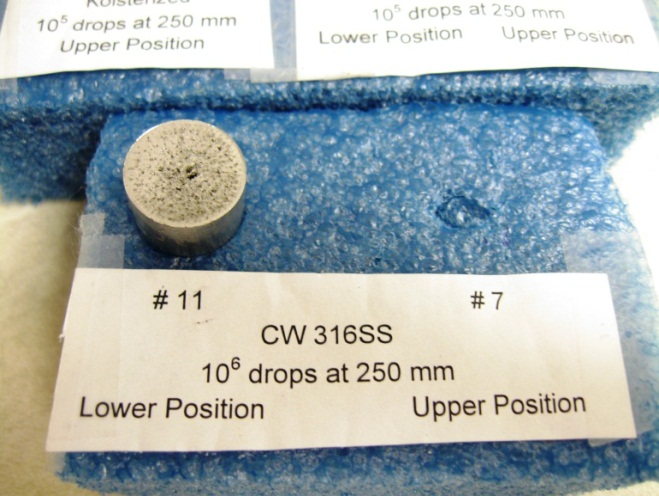 Kolsterized
10⁵ drops at 250 mm
Upper Position
10⁵ drops at 250 mm
Lower Position Upper Position
# 11 # 7
CW 316SS
10⁶ drops at 250 mm
Lower Position Upper Position